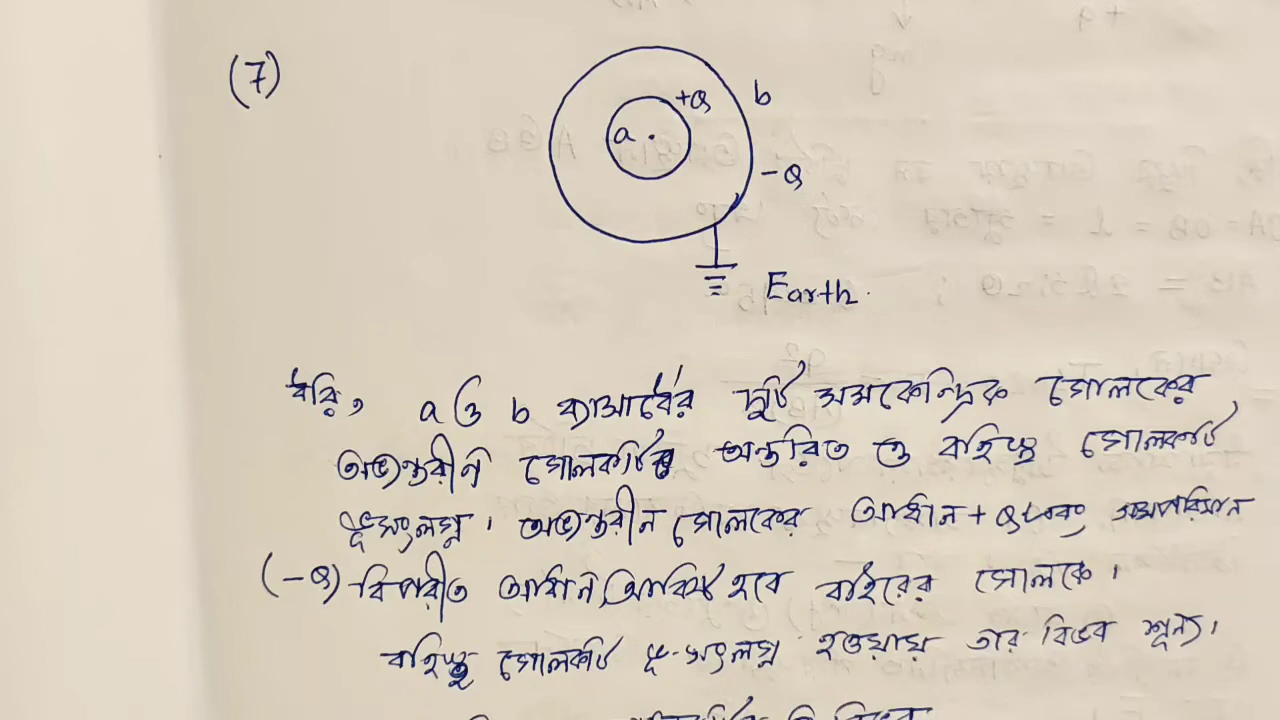 (7)
+Q
b
a
-Q
Earth.
ধরি, a ও b ব্যাসার্ধের দুটি সমকেন্দ্রিক গোলকের
অভ্যন্তরীন গোলকটি অন্তরিত ও বহিস্থ গোলকটি
ভূসংলগ্ন। অভ্যন্তরীন গোলকের আধান +Q এবং সমপরিমান
(-Q) বিপরীত আধান আবিষ্ট হবে বাইরের গোলকে।
বহিস্থ গোলকটি ভূ-সংলগ্ন হওয়ায় তার বিভব শূন্য।